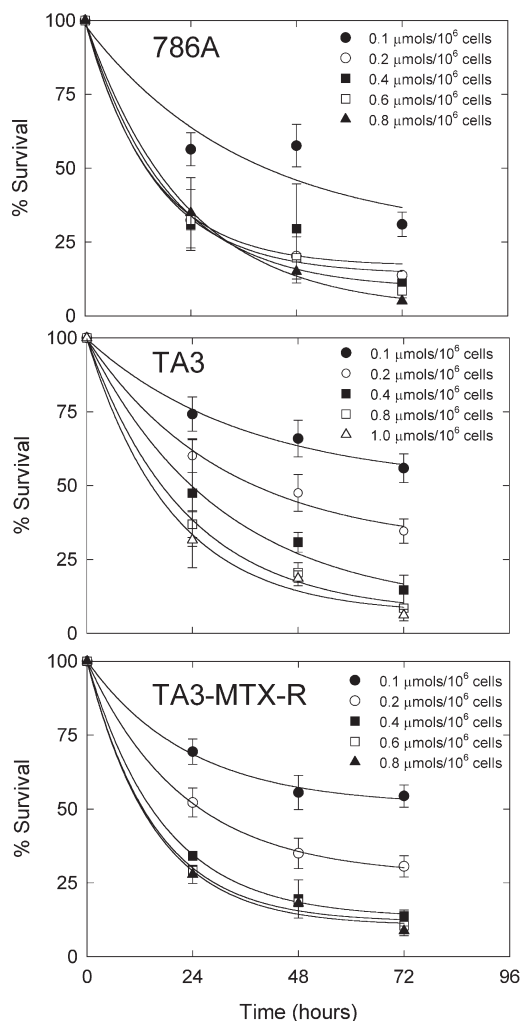 786A
0.1 μmols/10⁶ cells
0.2 μmols/10⁶ cells
0.4 μmols/10⁶ cells
0.6 μmols/10⁶ cells
0.8 μmols/10⁶ cells
% Survival
100
75
50
25
0
TA3
0.1 μmols/10⁶ cells
0.2 μmols/10⁶ cells
0.4 μmols/10⁶ cells
0.8 μmols/10⁶ cells
1.0 μmols/10⁶ cells
% Survival
100
75
50
25
0
TA3-MTX-R
0.1 μmols/10⁶ cells
0.2 μmols/10⁶ cells
0.4 μmols/10⁶ cells
0.6 μmols/10⁶ cells
0.8 μmols/10⁶ cells
% Survival
100
75
50
25
0
0 24 48 72 96
Time (hours)